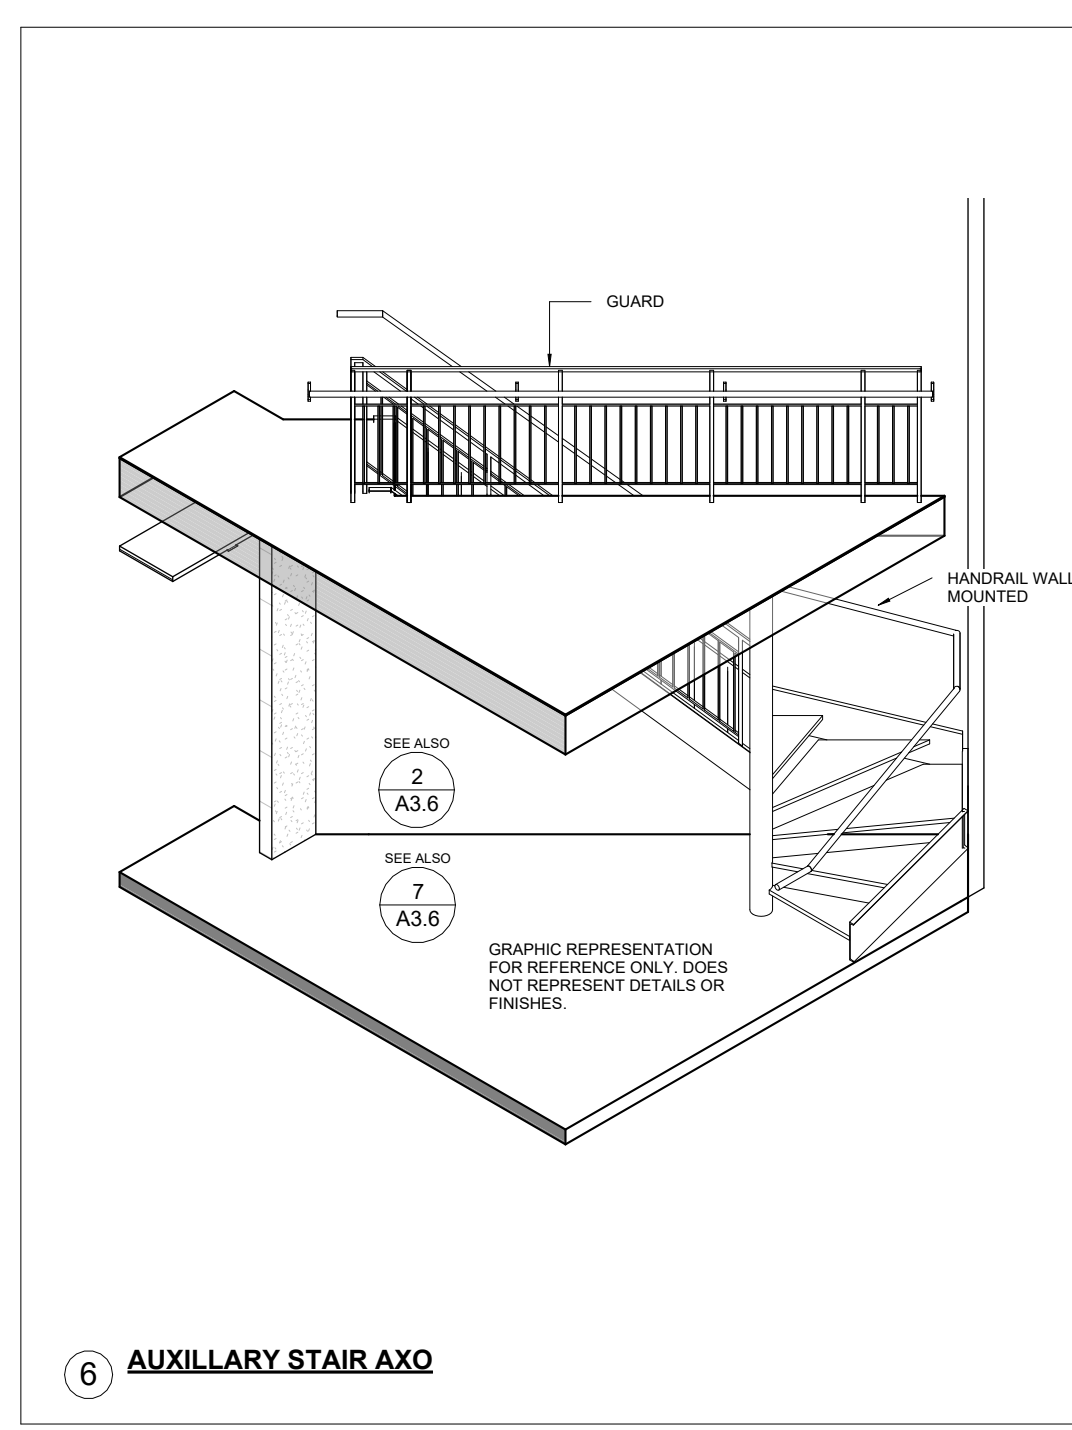 GUARD
HANDRAIL WALL
MOUNTED
SEE ALSO
2
A3.6
SEE ALSO
7
A3.6
GRAPHIC REPRESENTATION
FOR REFERENCE ONLY. DOES
NOT REPRESENT DETAILS OR
FINISHES.
6 AUXILLARY STAIR AXO